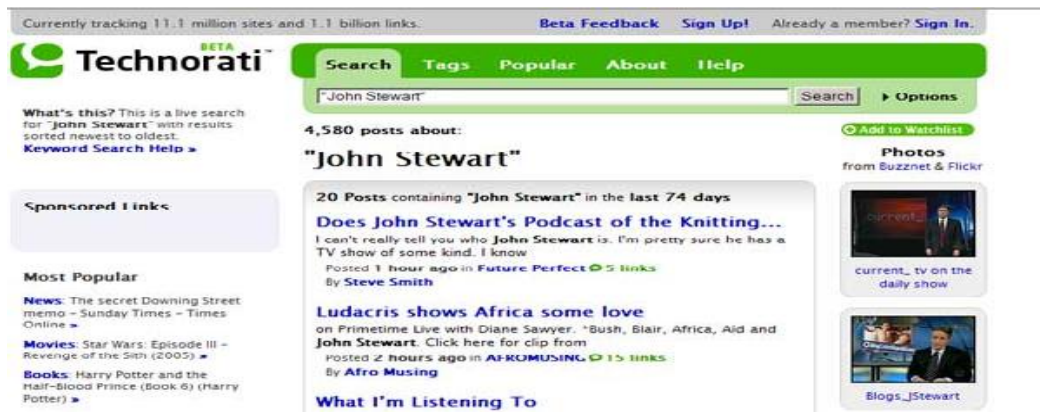 Currently tracking 11.1 million sites and 1.1 billion links. Beta Feedback Sign Up! Already a member? Sign In.
BETA
Technorati™
Search Tags Popular About Help
"John Stewart" Search ▸ Options
What's this? This is a live search
for "John Stewart" with results
sorted newest to oldest.
Keyword Search Help »
Sponsored Links
Most Popular
News: The secret Downing Street
memo - Sunday Times - Times
Online »
Movies: Star Wars: Episode III -
Revenge of the Sith (2005) »
Books: Harry Potter and the
Half-Blood Prince (Book 6) (Harry
Potter) »
4,580 posts about:
"John Stewart"
20 Posts containing "John Stewart" in the last 74 days
Does John Stewart's Podcast of the Knitting...
I can't really tell you who John Stewart is. I'm pretty sure he has a
TV show of some kind. I know
Posted 1 hour ago in Future Perfect 5 links
By Steve Smith
Ludacris shows Africa some love
on Primetime Live with Diane Sawyer. "Bush, Blair, Africa, Aid and
John Stewart. Click here for clip from
Posted 2 hours ago in AFROMUSING 15 links
By Afro Musing
What I'm Listening To
Add to Watchlist
Photos
from Buzznet & Flickr
current_
current_ tv on the
daily show
Blogs_JStewart